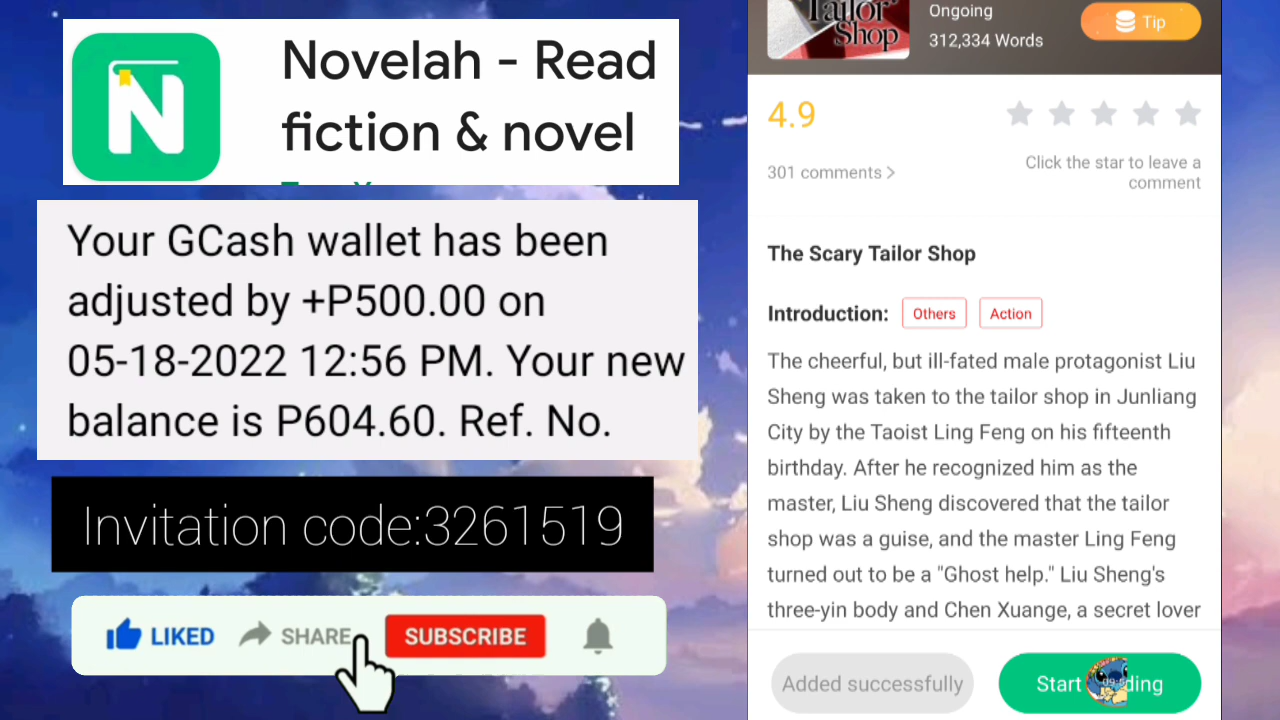 Novelah - Read
fiction & novel
Your GCash wallet has been
adjusted by +P500.00 on
05-18-2022 12:56 PM. Your new
balance is P604.60. Ref. No.
Invitation code:3261519
LIKED
SHARE
SUBSCRIBE
Tailor
Shop
Ongoing
312,334 Words
Tip
4.9
301 comments >
Click the star to leave a
comment
The Scary Tailor Shop
Introduction: Others Action
The cheerful, but ill-fated male protagonist Liu
Sheng was taken to the tailor shop in Junliang
City by the Taoist Ling Feng on his fifteenth
birthday. After he recognized him as the
master, Liu Sheng discovered that the tailor
shop was a guise, and the master Ling Feng
turned out to be a "Ghost help." Liu Sheng's
three-yin body and Chen Xuange, a secret lover
Added successfully
Start